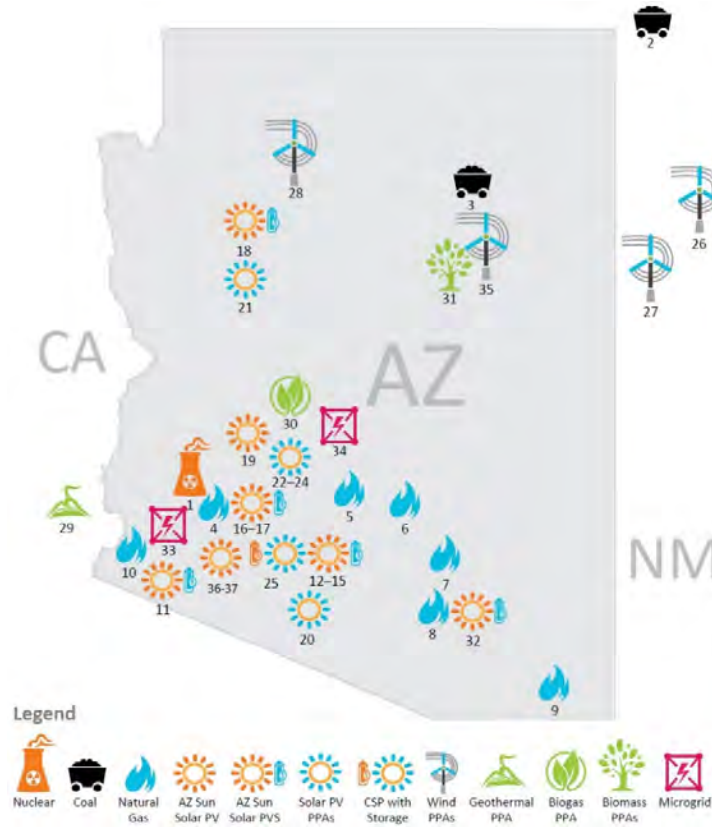 2
28
3
18
26
35
31
21
27
CA
AZ
30
34
19
22–24
1
4
16–17
5
6
29
33
10
11
36-37
25
12–15
7
NM
20
8
32
9
Legend
Nuclear
Coal
Natural
Gas
AZ Sun
Solar PV
AZ Sun
Solar PVS
Solar PV
PPAs
CSP with
Storage
Wind
PPAs
Geothermal
PPA
Biogas
PPA
Biomass
PPAs
Microgrid